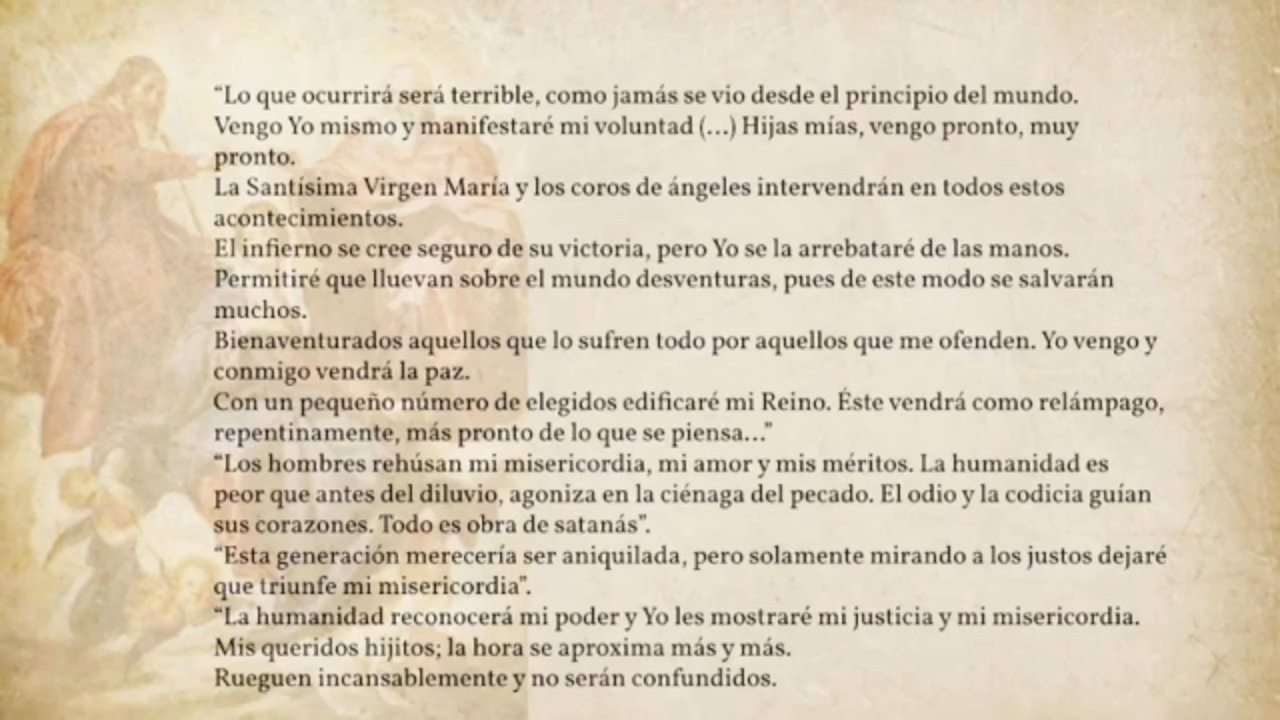 “Lo que ocurrirá será terrible, como jamás se vio desde el principio del mundo.
Vengo Yo mismo y manifestaré mi voluntad (...) Hijas mías, vengo pronto, muy
pronto.
La Santísima Virgen María y los coros de ángeles intervendrán en todos estos
acontecimientos.
El infierno se cree seguro de su victoria, pero Yo se la arrebataré de las manos.
Permitiré que lluevan sobre el mundo desventuras, pues de este modo se salvarán
muchos.
Bienaventurados aquellos que lo sufren todo por aquellos que me ofenden. Yo vengo y
conmigo vendrá la paz.
Con un pequeño número de elegidos edificaré mi Reino. Éste vendrá como relámpago,
repentinamente, más pronto de lo que se piensa...”
“Los hombres rehúsan mi misericordia, mi amor y mis méritos. La humanidad es
peor que antes del diluvio, agoniza en la ciénaga del pecado. El odio y la codicia guían
sus corazones. Todo es obra de satanás”.
“Esta generación merecería ser aniquilada, pero solamente mirando a los justos dejaré
que triunfe mi misericordia”.
“La humanidad reconocerá mi poder y Yo les mostraré mi justicia y mi misericordia.
Mis queridos hijitos; la hora se aproxima más y más.
Rueguen incansablemente y no serán confundidos.